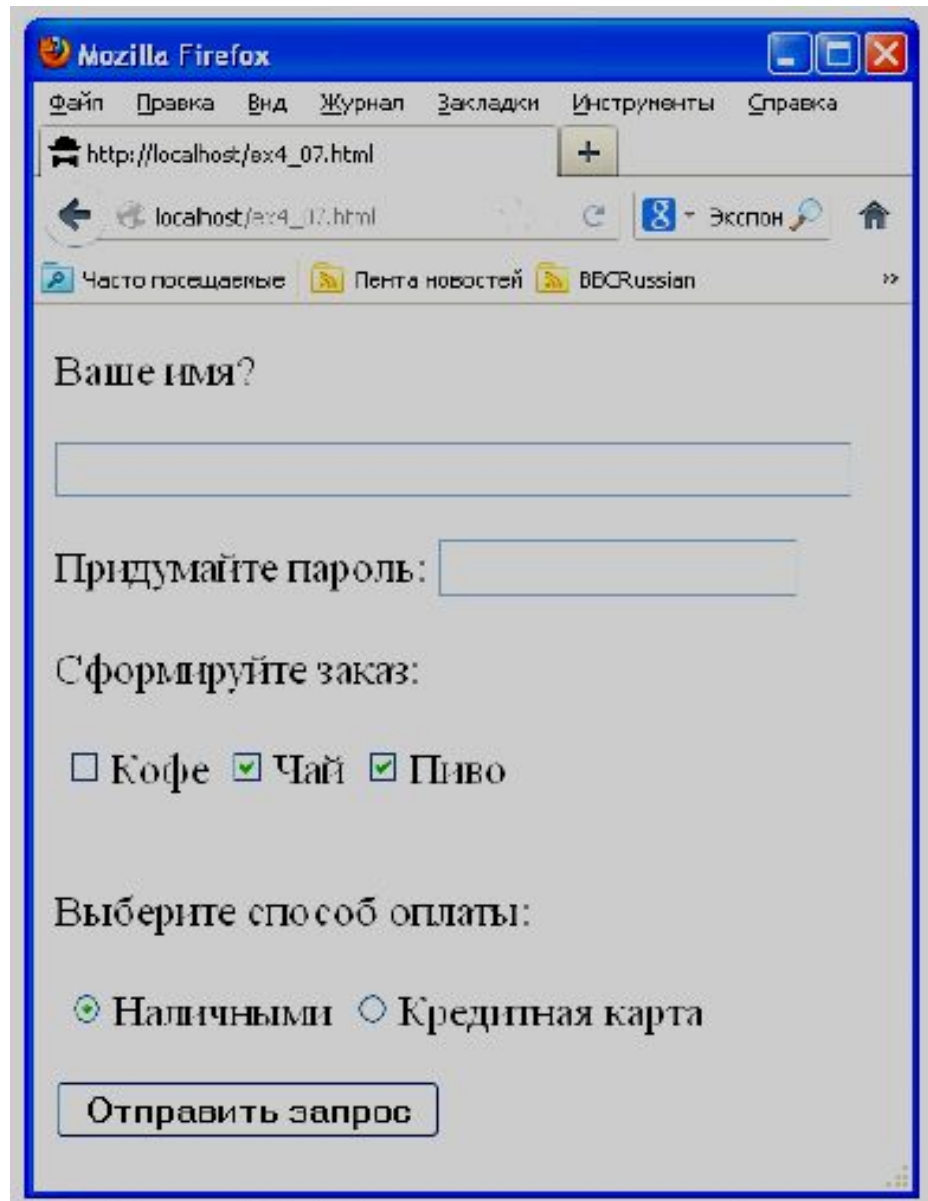 Mozilla Firefox
Файл Правка Вид Журнал Закладки Инструменты Справка
http://localhost/ex4_07.html
localhost/ex4_07.html Экспон
Часто посещаемые Лента новостей BBCRussian
Ваше имя?
Придумайте пароль:
Сформируйте заказ:
Кофе Чай Пиво
Выберите способ оплаты:
Наличными Кредитная карта
Отправить запрос